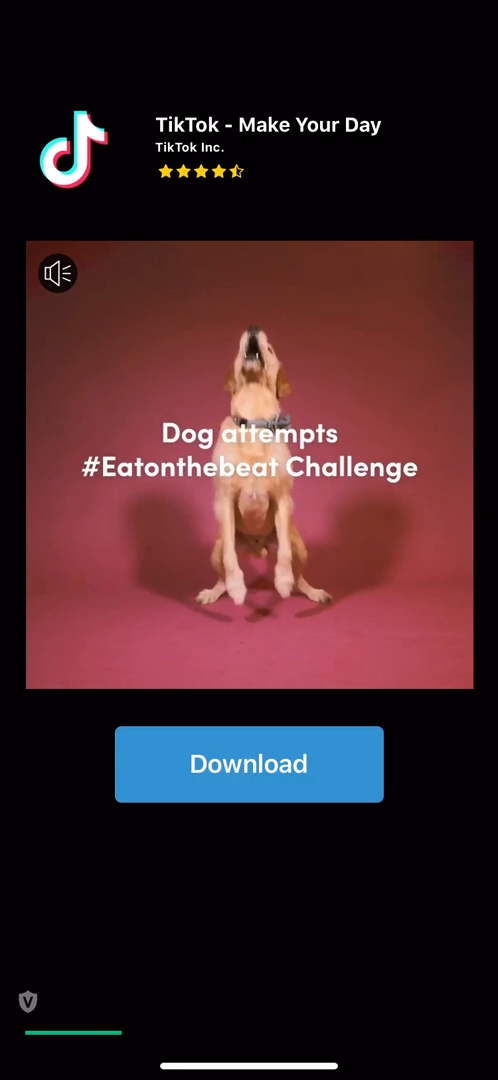 TikTok - Make Your Day
TikTok Inc.
Dog attempts
#Eatonthebeat Challenge
Download
V